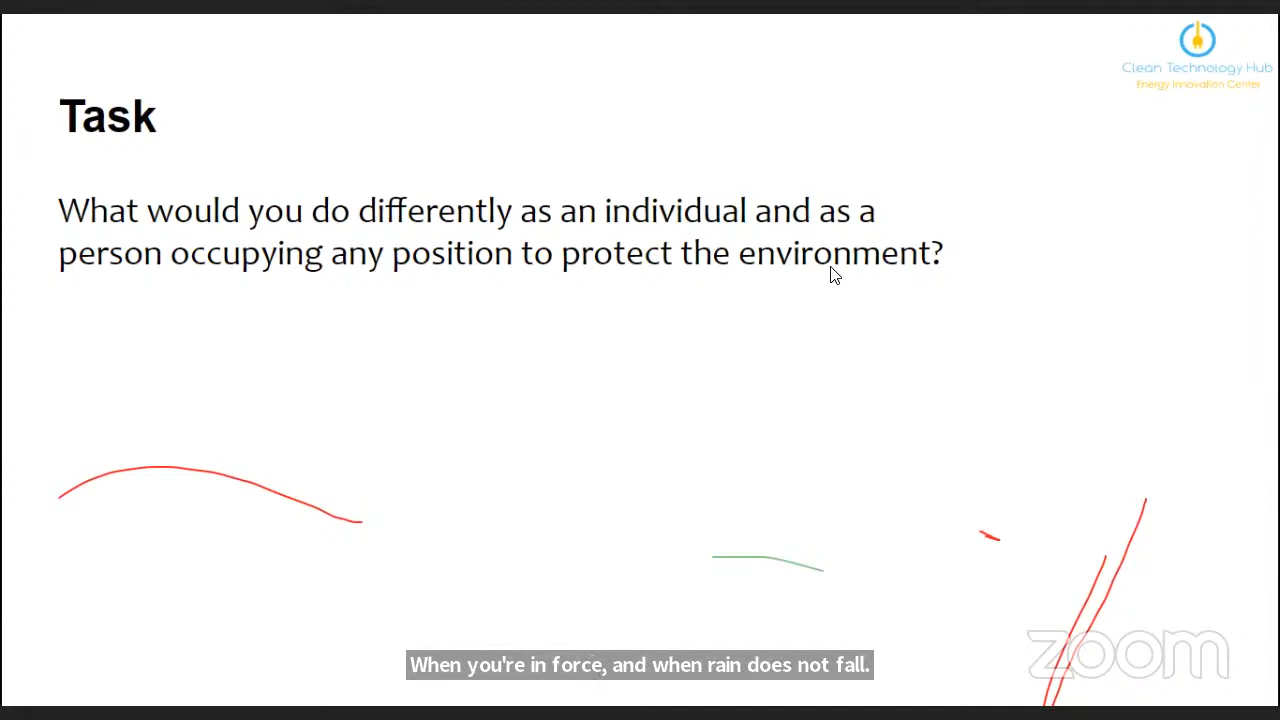 Clean Technology Hub
Energy Innovation Center
Task
What would you do differently as an individual and as a
person occupying any position to protect the environment?
When you're in force, and when rain does not fall.
zoom